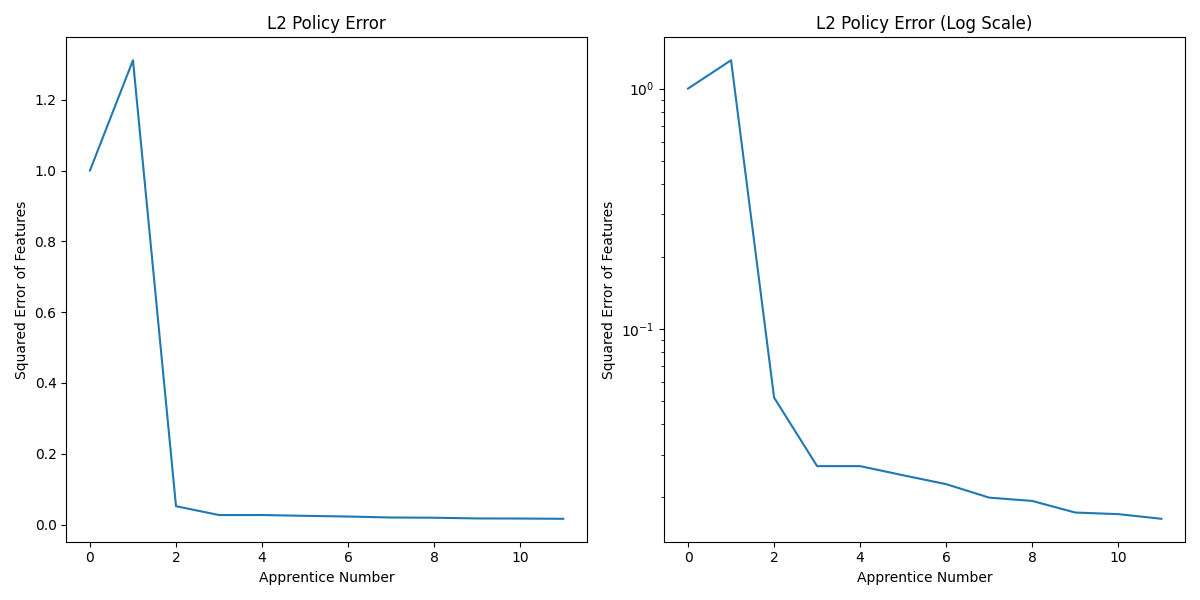 L2 Policy Error
Squared Error of Features
1.2
1.0
0.8
0.6
0.4
0.2
0.0
0 2 4 6 8 10
Apprentice Number
L2 Policy Error (Log Scale)
Squared Error of Features
10⁰
10⁻¹
0 2 4 6 8 10
Apprentice Number